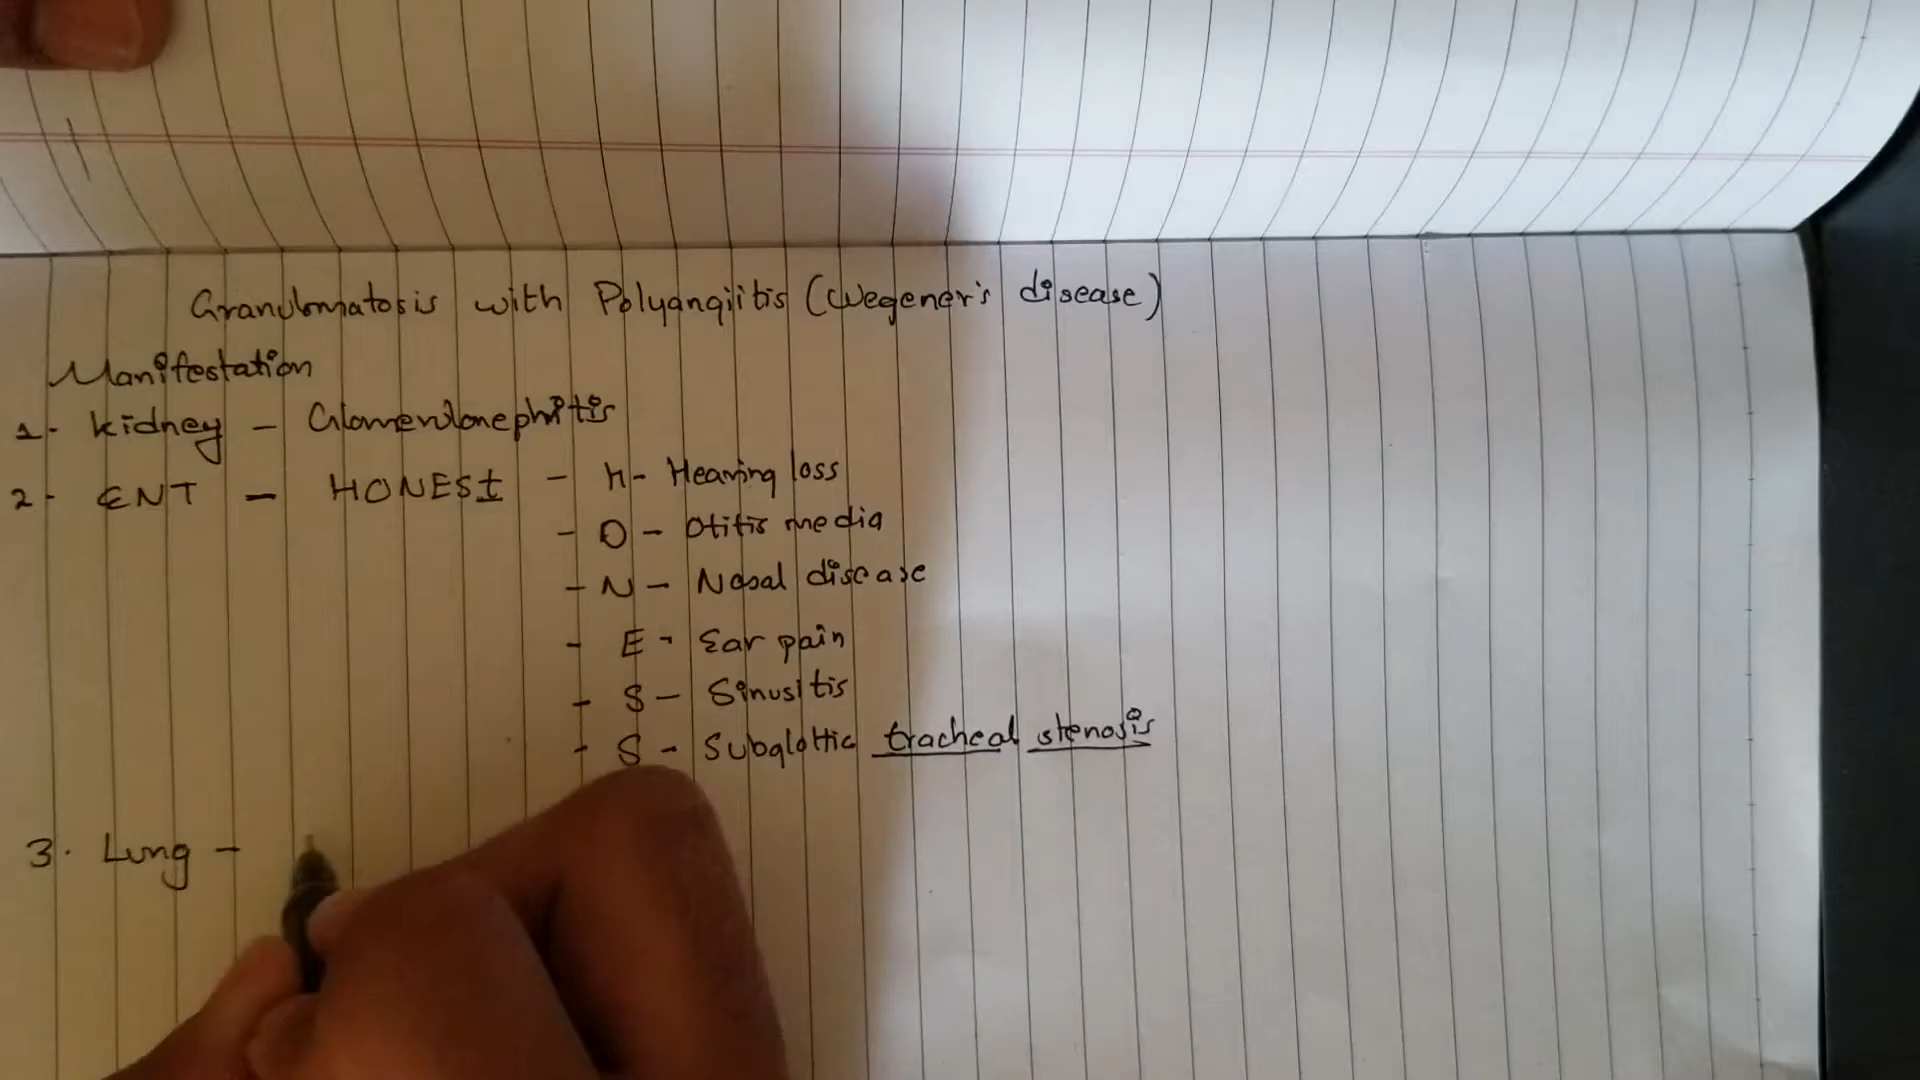 Granulomatosis with Polyangiitis (Wegener's disease)
Manifestation
1. Kidney - Glomerulonephritis
2. ENT - HONESt - H - Hearing loss
- O - Otitis media
- N - Nasal disease
- E - Ear pain
- S - Sinusitis
- S - Subglottic tracheal stenosis
3. Lung -